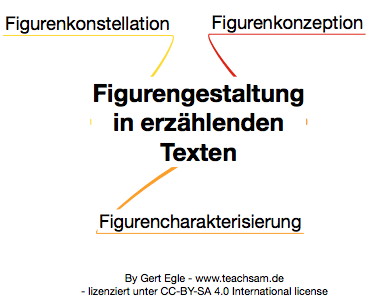 Figurenkonstellation
Figurenkonzeption
Figurengestaltung
in erzählenden
Texten
Figurencharakterisierung
By Gert Egle - www.teachsam.de
- lizenziert unter CC-BY-SA 4.0 International license